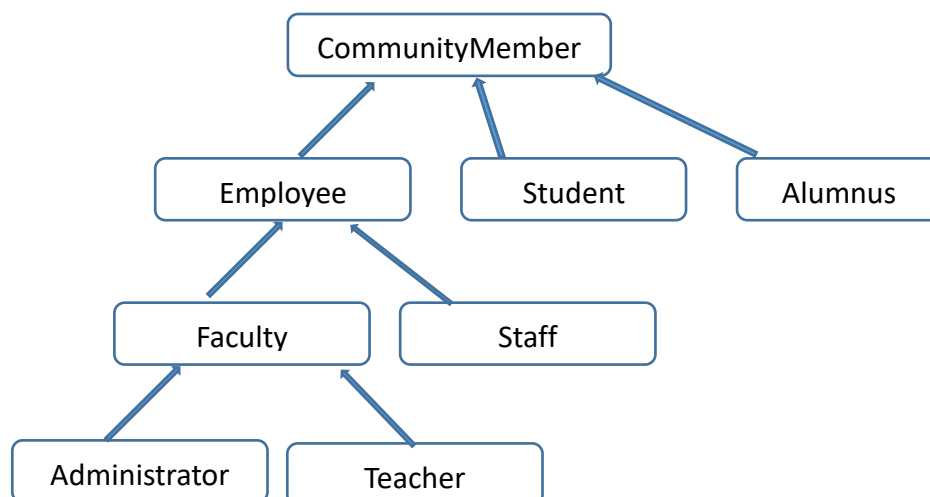 CommunityMember
Employee
Student
Alumnus
Faculty
Staff
Administrator
Teacher